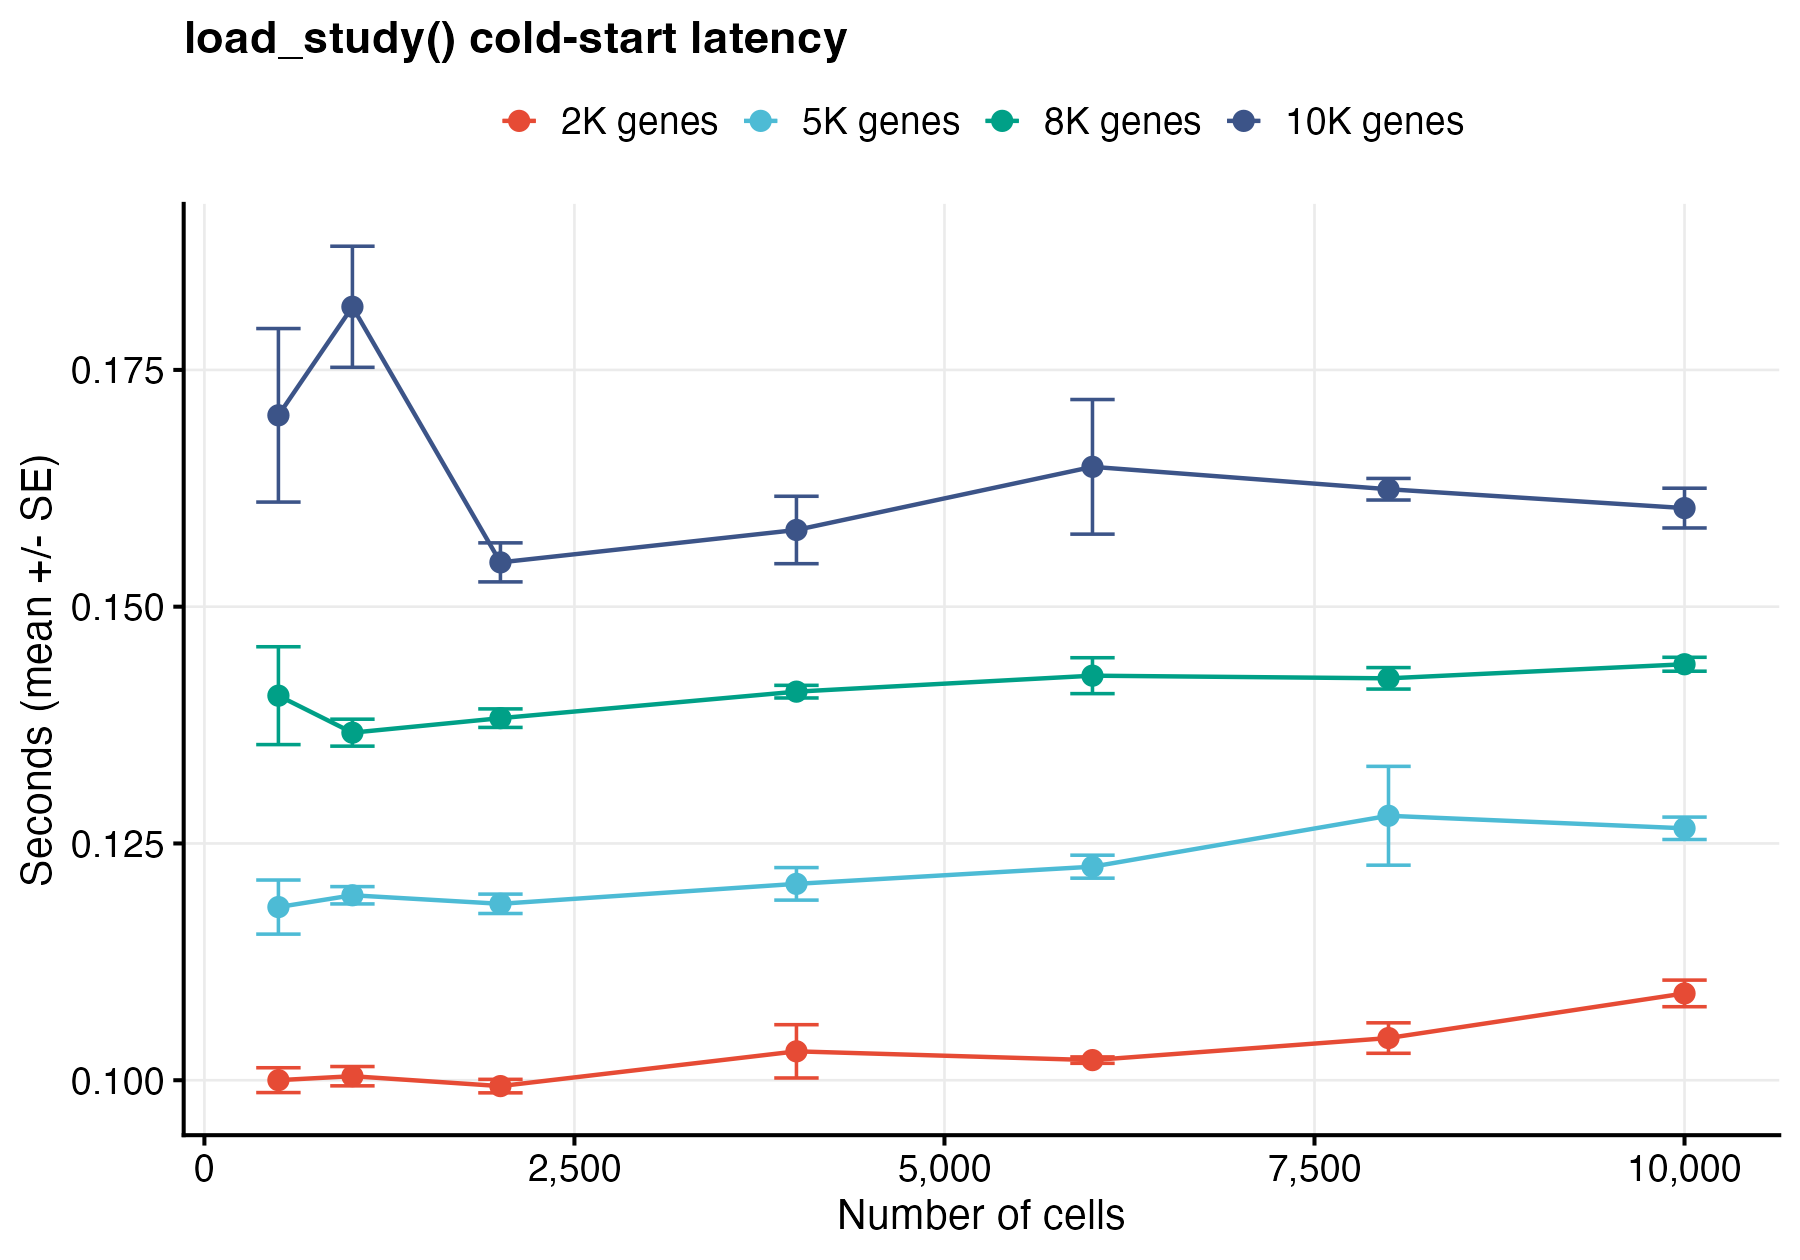 load_study() cold-start latency
2K genes 5K genes 8K genes 10K genes
Seconds (mean +/- SE)
0.175
0.150
0.125
0.100
0 2,500 5,000 7,500 10,000
Number of cells